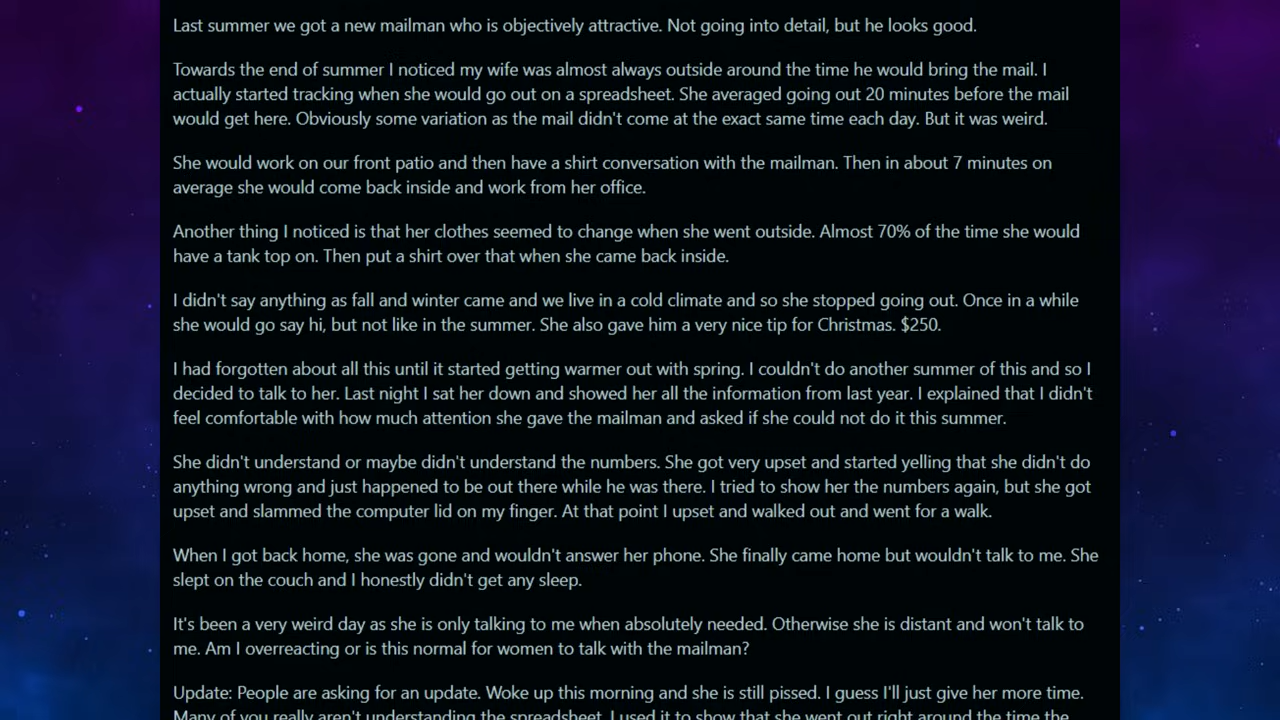 Last summer we got a new mailman who is objectively attractive. Not going into detail, but he looks good.
Towards the end of summer I noticed my wife was almost always outside around the time he would bring the mail. I
actually started tracking when she would go out on a spreadsheet. She averaged going out 20 minutes before the mail
would get here. Obviously some variation as the mail didn't come at the exact same time each day. But it was weird.
She would work on our front patio and then have a shirt conversation with the mailman. Then in about 7 minutes on
average she would come back inside and work from her office.
Another thing I noticed is that her clothes seemed to change when she went outside. Almost 70% of the time she would
have a tank top on. Then put a shirt over that when she came back inside.
I didn't say anything as fall and winter came and we live in a cold climate and so she stopped going out. Once in a while
she would go say hi, but not like in the summer. She also gave him a very nice tip for Christmas. $250.
I had forgotten about all this until it started getting warmer out with spring. I couldn't do another summer of this and so I
decided to talk to her. Last night I sat her down and showed her all the information from last year. I explained that I didn't
feel comfortable with how much attention she gave the mailman and asked if she could not do it this summer.
She didn't understand or maybe didn't understand the numbers. She got very upset and started yelling that she didn't do
anything wrong and just happened to be out there while he was there. I tried to show her the numbers again, but she got
upset and slammed the computer lid on my finger. At that point I upset and walked out and went for a walk.
When I got back home, she was gone and wouldn't answer her phone. She finally came home but wouldn't talk to me. She
slept on the couch and I honestly didn't get any sleep.
It's been a very weird day as she is only talking to me when absolutely needed. Otherwise she is distant and won't talk to
me. Am I overreacting or is this normal for women to talk with the mailman?
Update: People are asking for an update. Woke up this morning and she is still pissed. I guess I'll just give her more time.
Many of you really aren't understanding the spreadsheet. I used it to show that she went out right around the time the